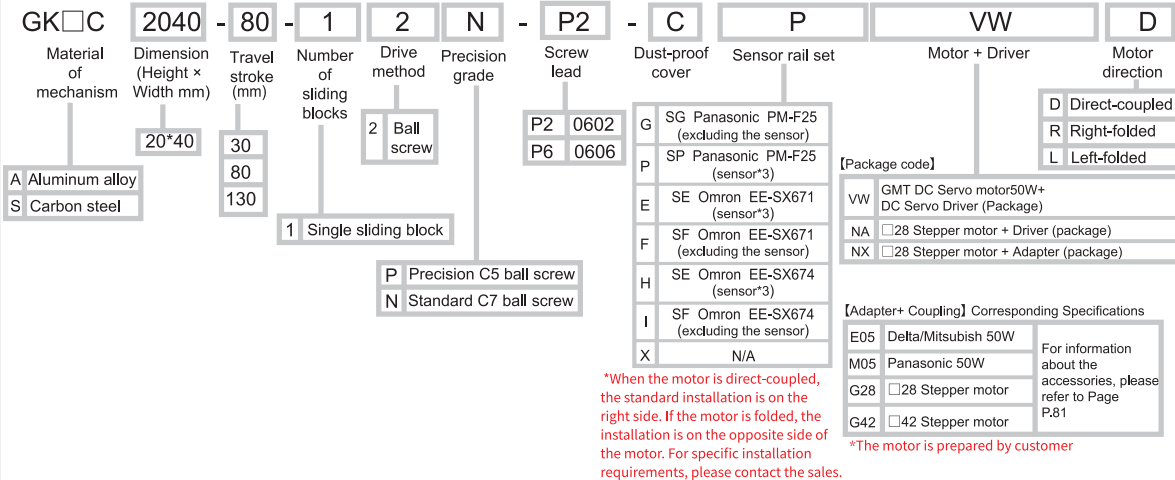 GK□C 2040 - 80 - 1 2 N - P2 - C P VW D
Material
of
mechanism
Dimension
(Height ×
Width mm)
Travel
stroke
(mm)
Number
of
sliding
blocks
Drive
method
Precision
grade
Screw
lead
Dust-proof
cover
Sensor rail set
Motor + Driver
Motor
direction
A Aluminum alloy
S Carbon steel
20*40
30
80
130
1 Single sliding block
2 Ball
screw
P Precision C5 ball screw
N Standard C7 ball screw
P2 0602
P6 0606
G SG Panasonic PM-F25
(excluding the sensor)
P SP Panasonic PM-F25
(sensor*3)
E SE Omron EE-SX671
(sensor*3)
F SF Omron EE-SX671
(excluding the sensor)
H SE Omron EE-SX674
(sensor*3)
I SF Omron EE-SX674
(excluding the sensor)
X N/A
*When the motor is direct-coupled,
the standard installation is on the
right side. If the motor is folded, the
installation is on the opposite side of
the motor. For specific installation
requirements, please contact the sales.
D Direct-coupled
R Right-folded
L Left-folded
【Package code】
VW GMT DC Servo motor50W+
DC Servo Driver (Package)
NA □28 Stepper motor + Driver (package)
NX □28 Stepper motor + Adapter (package)
【Adapter+ Coupling】 Corresponding Specifications
E05 Delta/Mitsubish 50W
M05 Panasonic 50W
G28 □28 Stepper motor
G42 □42 Stepper motor
For information
about the
accessories, please
refer to Page
P.81
*The motor is prepared by customer